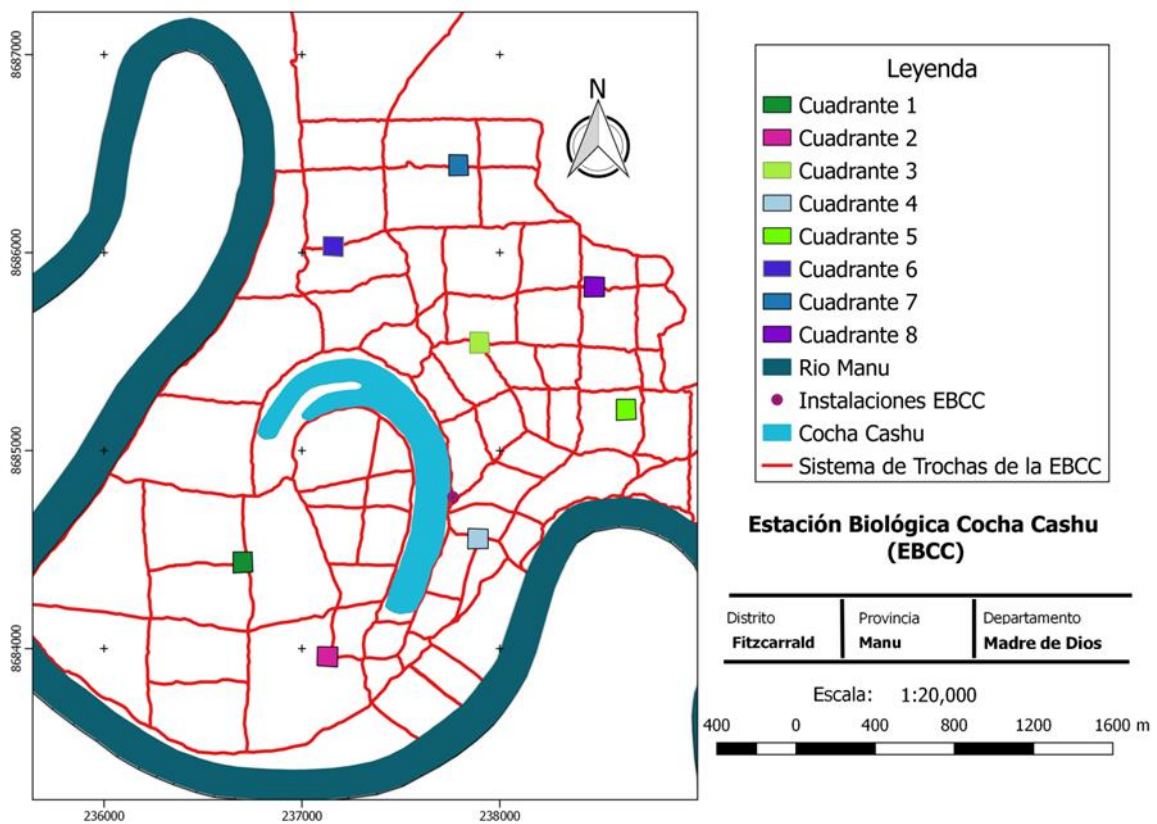 8687000
8686000
8685000
8684000
236000
237000
238000
N
Leyenda
Cuadrante 1
Cuadrante 2
Cuadrante 3
Cuadrante 4
Cuadrante 5
Cuadrante 6
Cuadrante 7
Cuadrante 8
Rio Manu
Instalaciones EBCC
Cocha Cashu
Sistema de Trochas de la EBCC
Estación Biológica Cocha Cashu
(EBCC)
Distrito Provincia Departamento
Fitzcarrald Manu Madre de Dios
Escala: 1:20,000
400 0 400 800 1200 1600 m